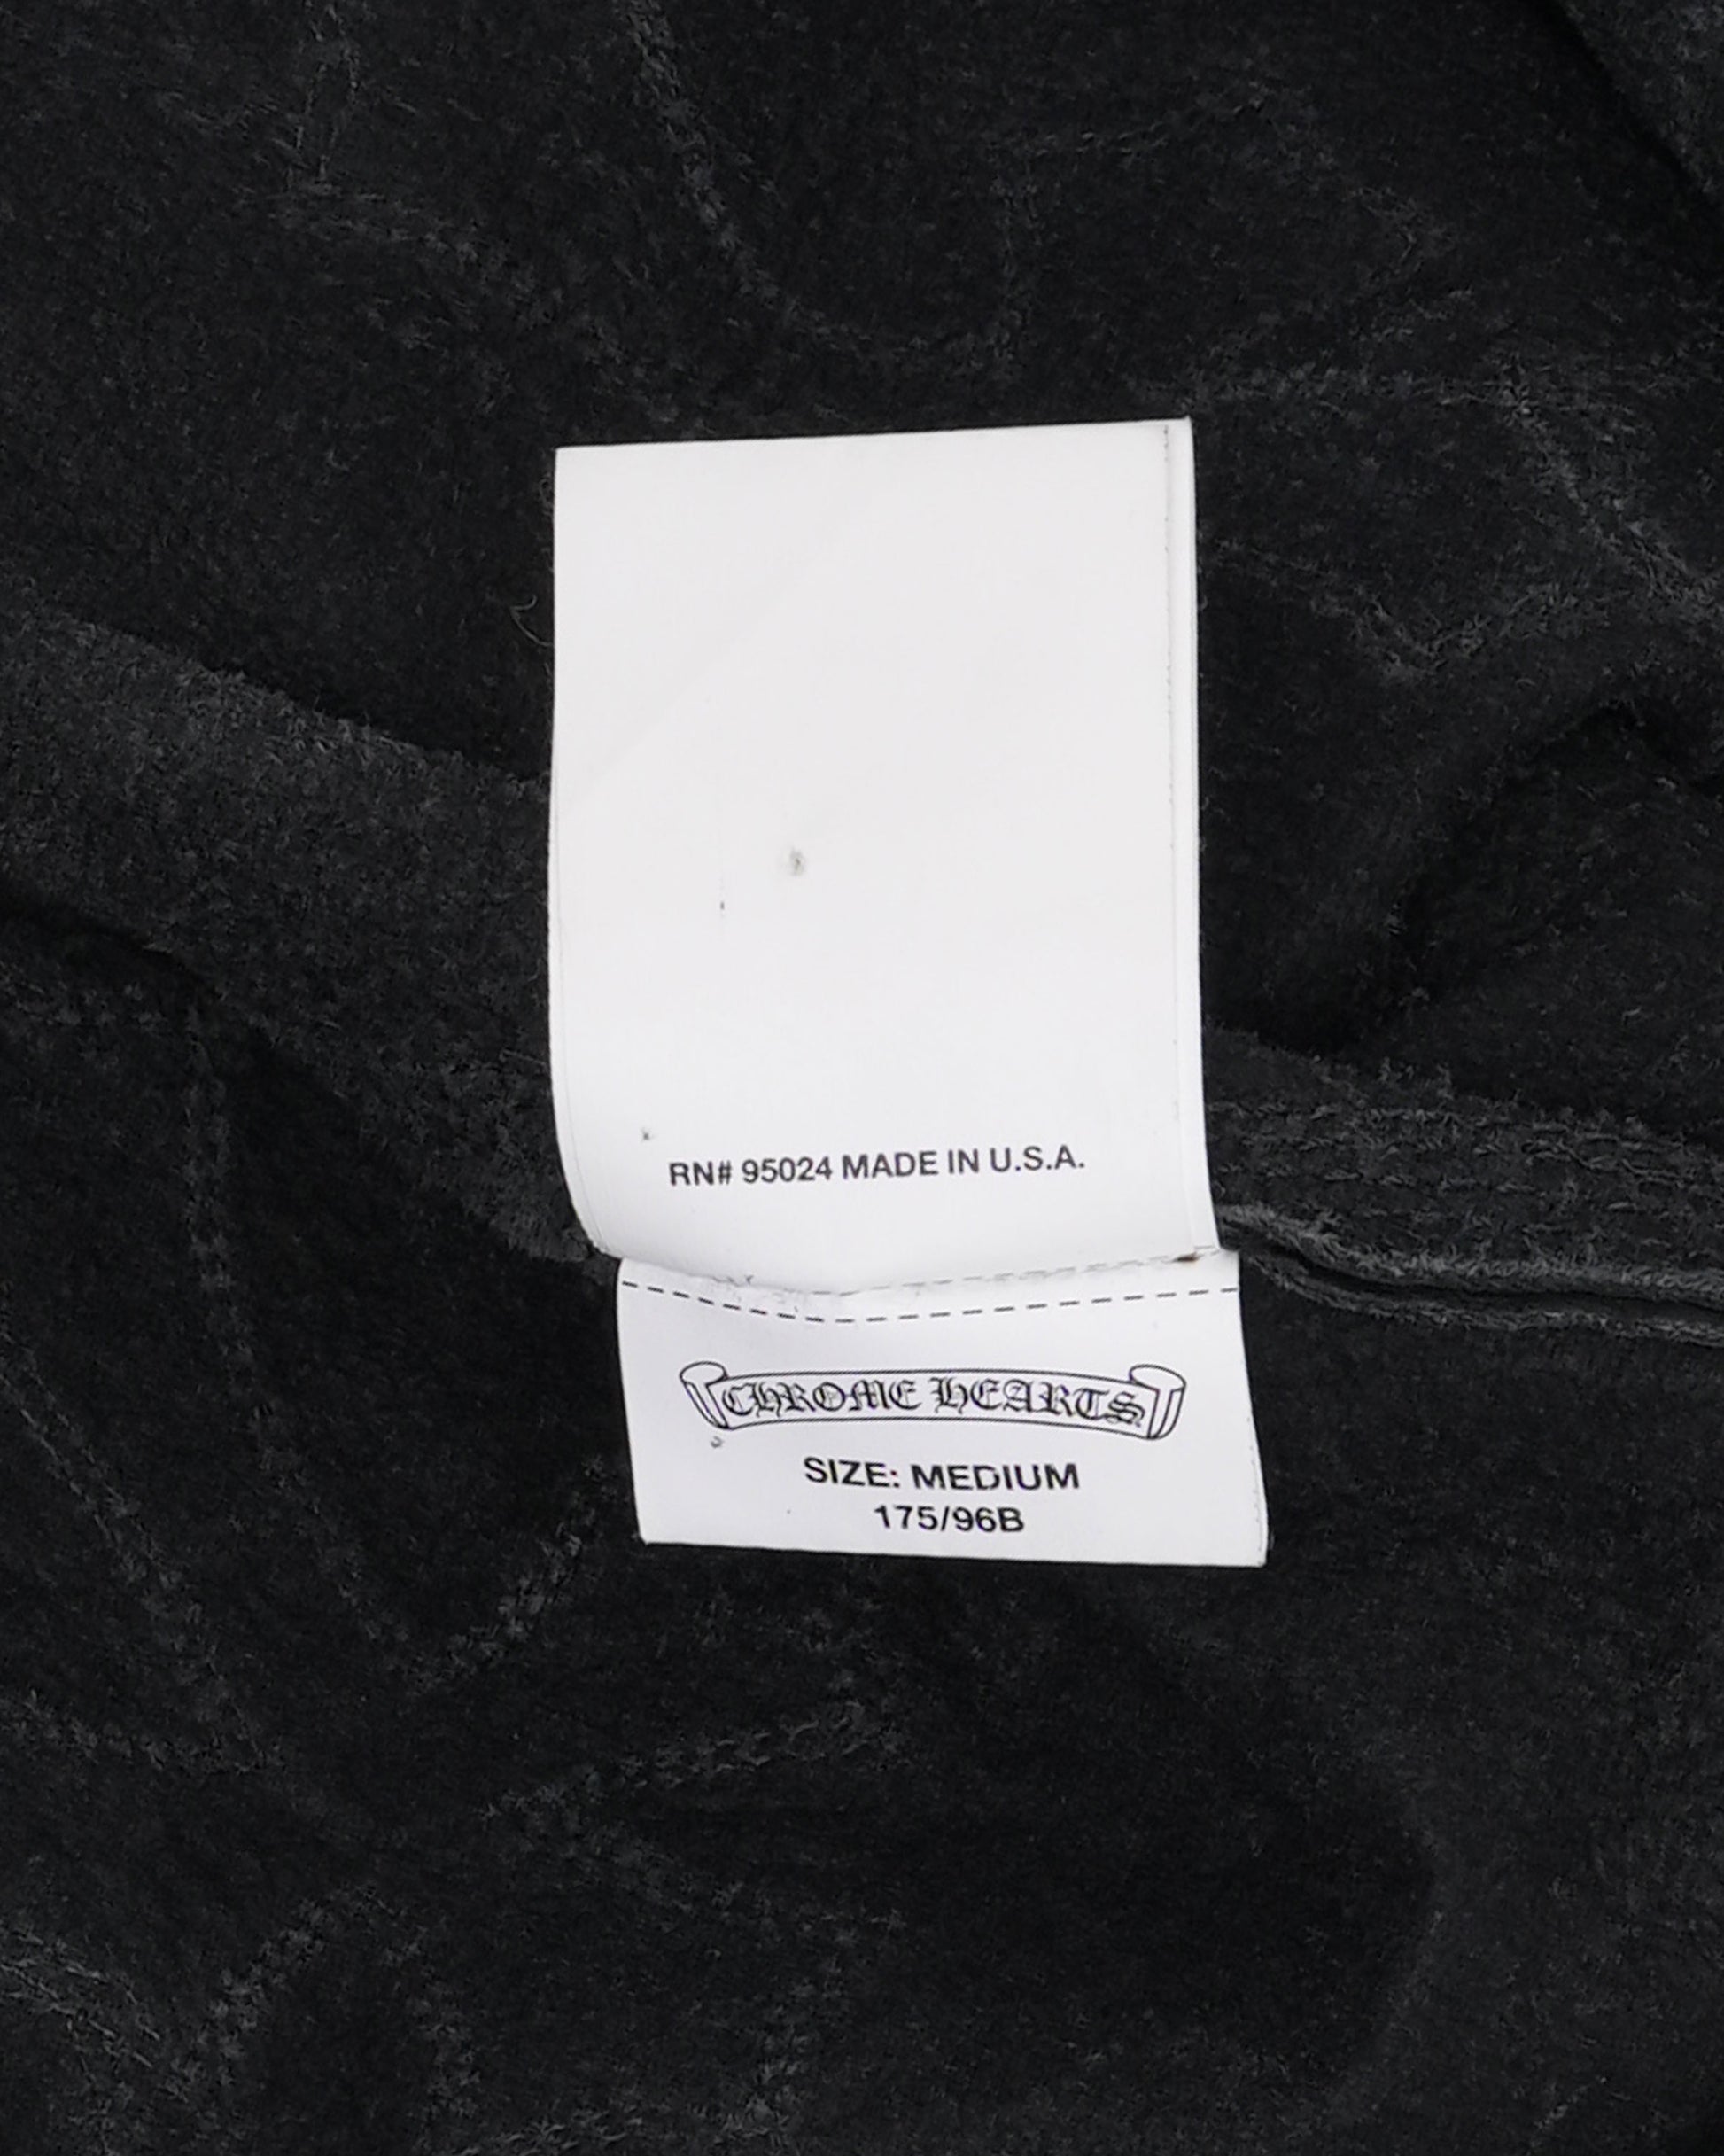 RN# 95024 MADE IN U.S.A.
CHROME HEARTS
SIZE: MEDIUM
175/96B